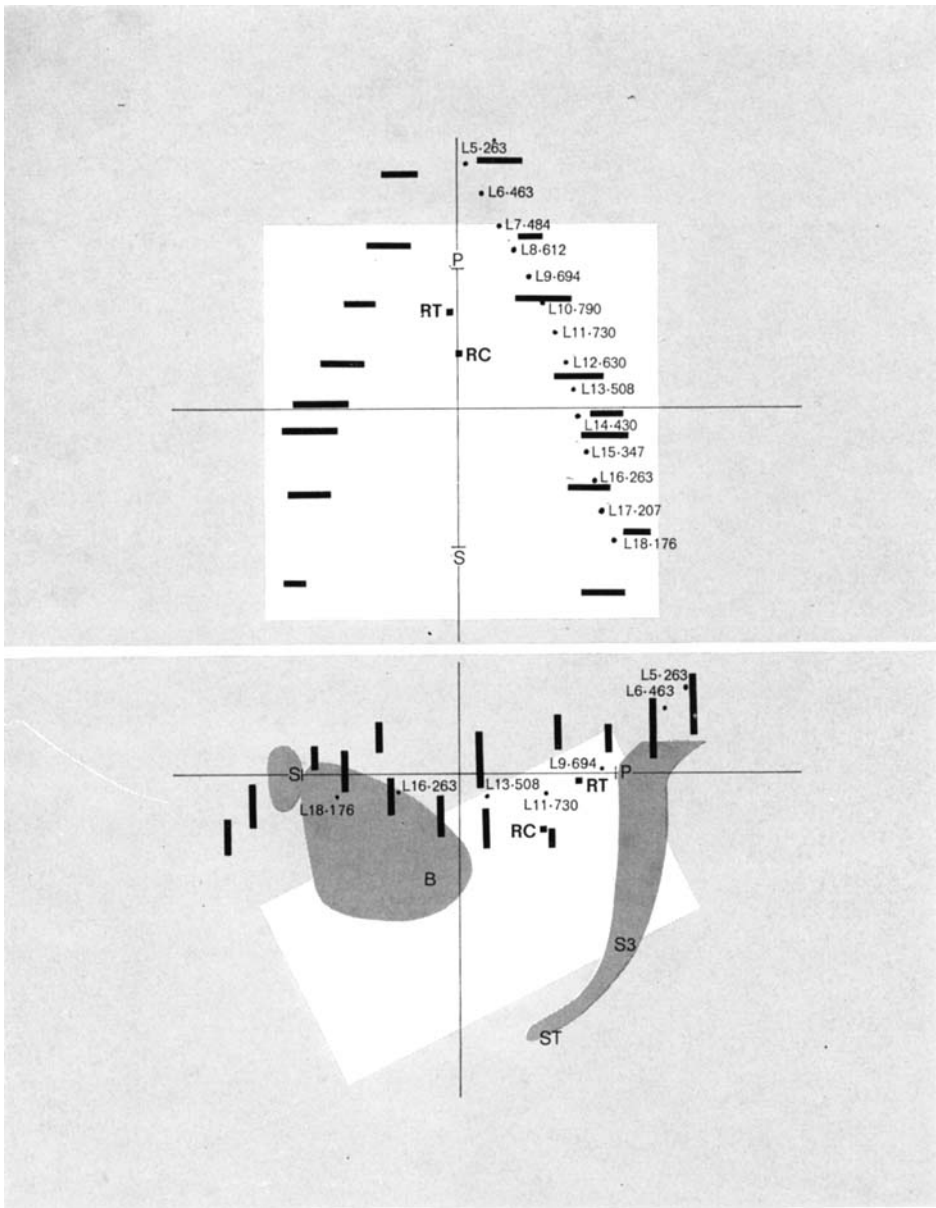 L5·263
L6·463
L7·484
L8·612
P
L9·694
L10·790
RT
L11·730
RC
L12·630
L13·508
L14·430
L15·347
L16·263
L17·207
L18·176
S
L5·263
L6·463
L9·694
S
P
RT
L16·263
L13·508
L11·730
L18·176
RC
B
S3
ST